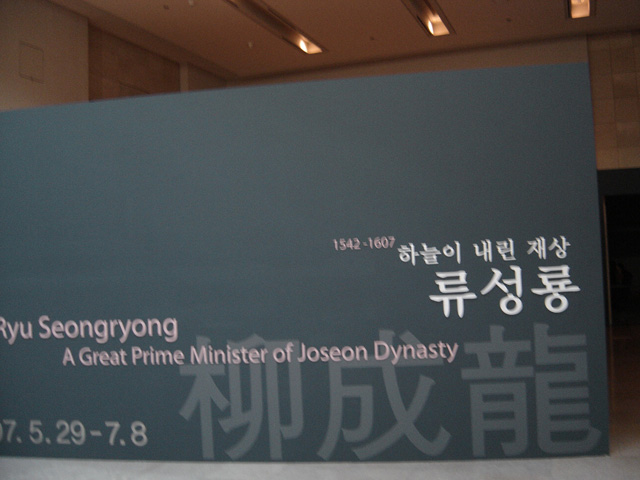 1542-1607 하늘이 내린 재상
류성룡
Ryu Seongryong
A Great Prime Minister of Joseon Dynasty
柳成龍
07. 5. 29 - 7. 8